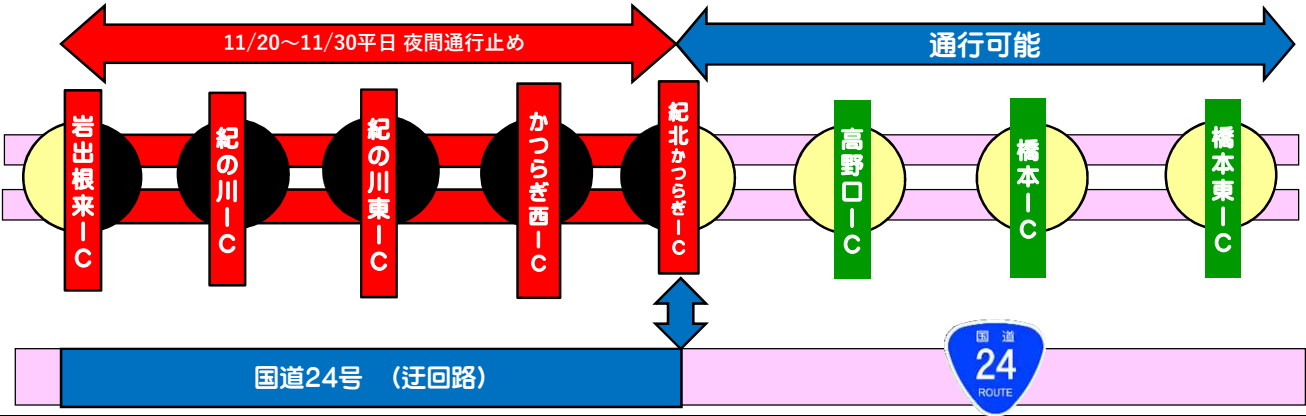 11/20～11/30平日 夜間通行止め
通行可能
岩出根来IC
紀の川IC
紀の川東IC
かつらぎ西IC
紀北かつらぎIC
高野口IC
橋本IC
橋本東IC
国道24号 （迂回路）
国道
24
ROUTE